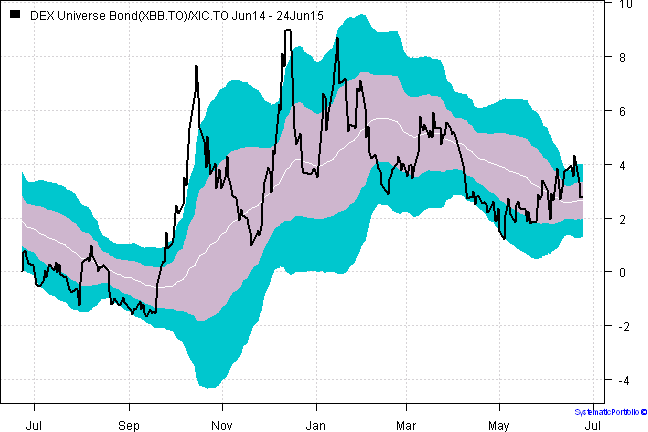 DEX Universe Bond(XBB.TO)/XIC.TO Jun14 - 24Jun15
10
8
6
4
2
0
-2
-4
SystematicPortfolio ©
Jul Sep Nov Jan Mar May Jul